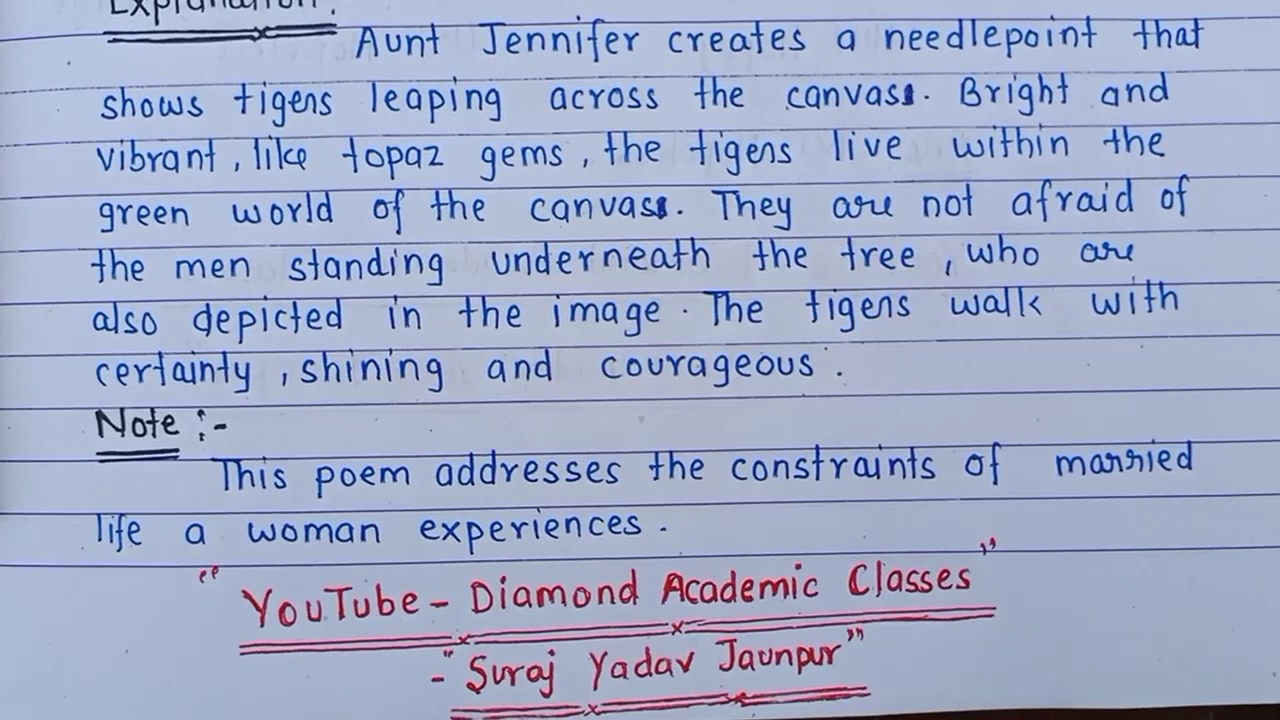 Explanation:
Aunt Jennifer creates a needlepoint that
shows tigers leaping across the canvass. Bright and
vibrant, like topaz gems, the tigers live within the
green world of the canvass. They are not afraid of
the men standing underneath the tree, who are
also depicted in the image. The tigers walk with
certainty, shining and courageous.
Note :-
This poem addresses the constraints of married
life a woman experiences.
"YouTube - Diamond Academic Classes"
- "Suraj Yadav Jaunpur"